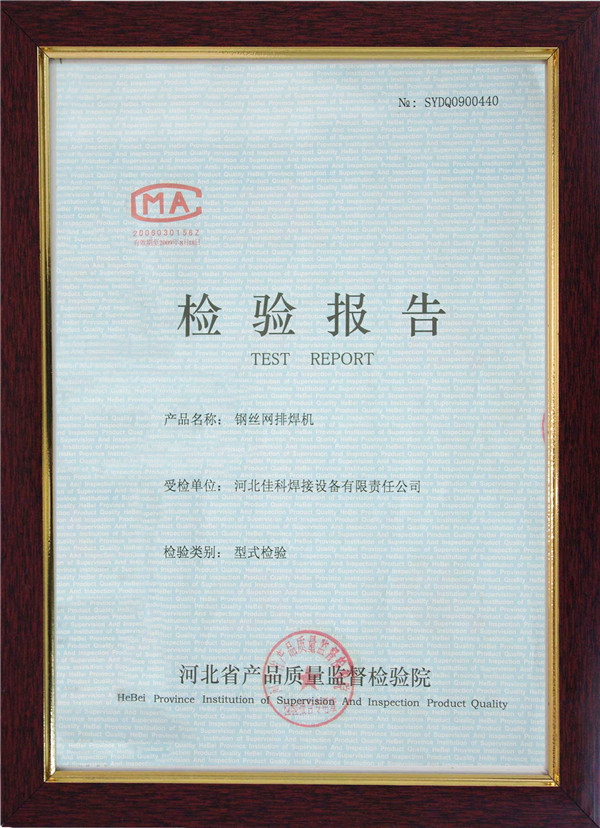 №: SYDQ0900440
CMA
2006030156Z
检验报告
TEST REPORT
产品名称: 钢丝网排焊机
受检单位: 河北佳科焊接设备有限责任公司
检验类别: 型式检验
河北省产品质量监督检验院
HeBei Province Institution of Supervision And Inspection Product Quality